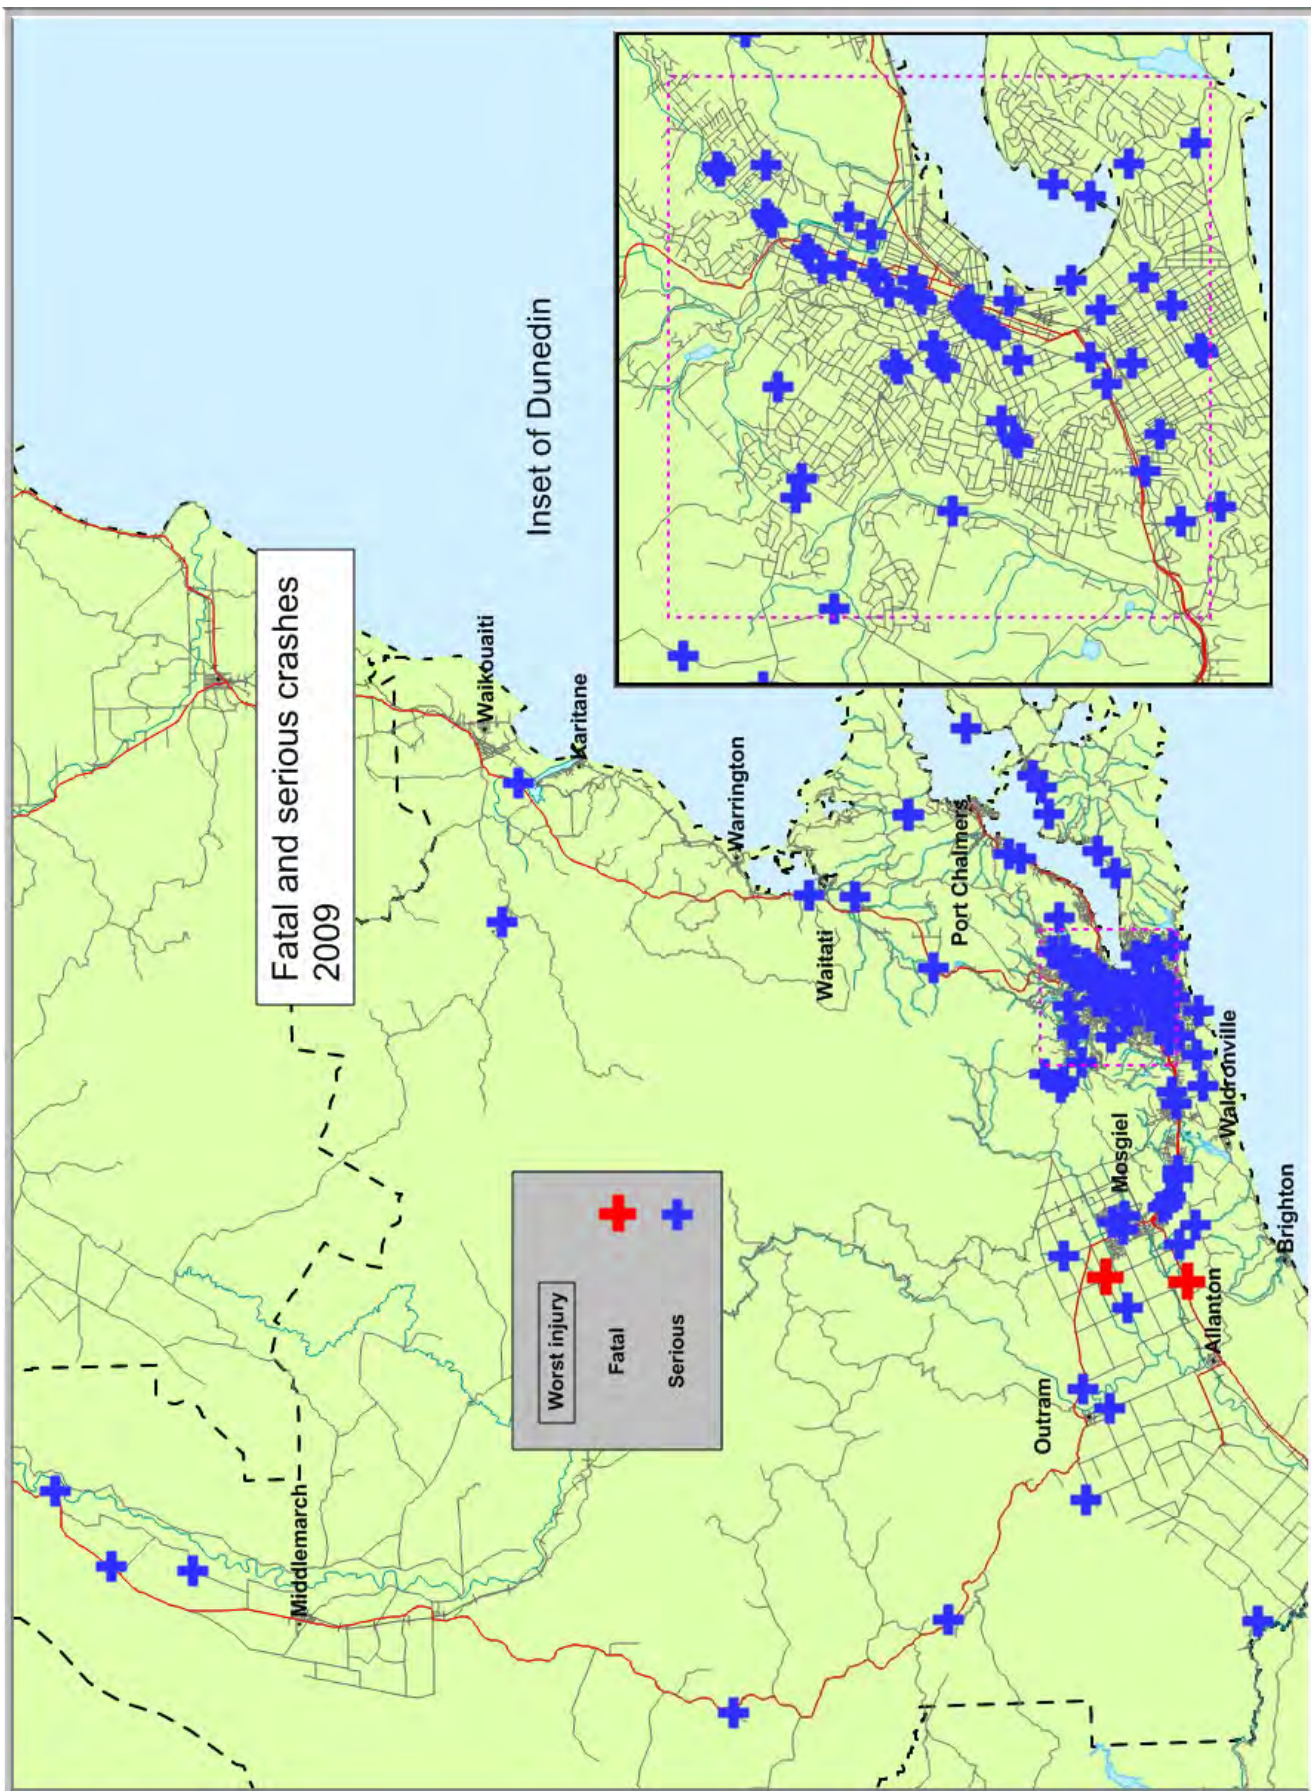 Fatal and serious crashes
2009
Inset of Dunedin
Waikouaiti
Karitane
Warrington
Waitati
Port Chalmers
Middlemarch
Worst injury
Fatal
Serious
Outram
Mosgiel
Allanton
Waldronville
Brighton